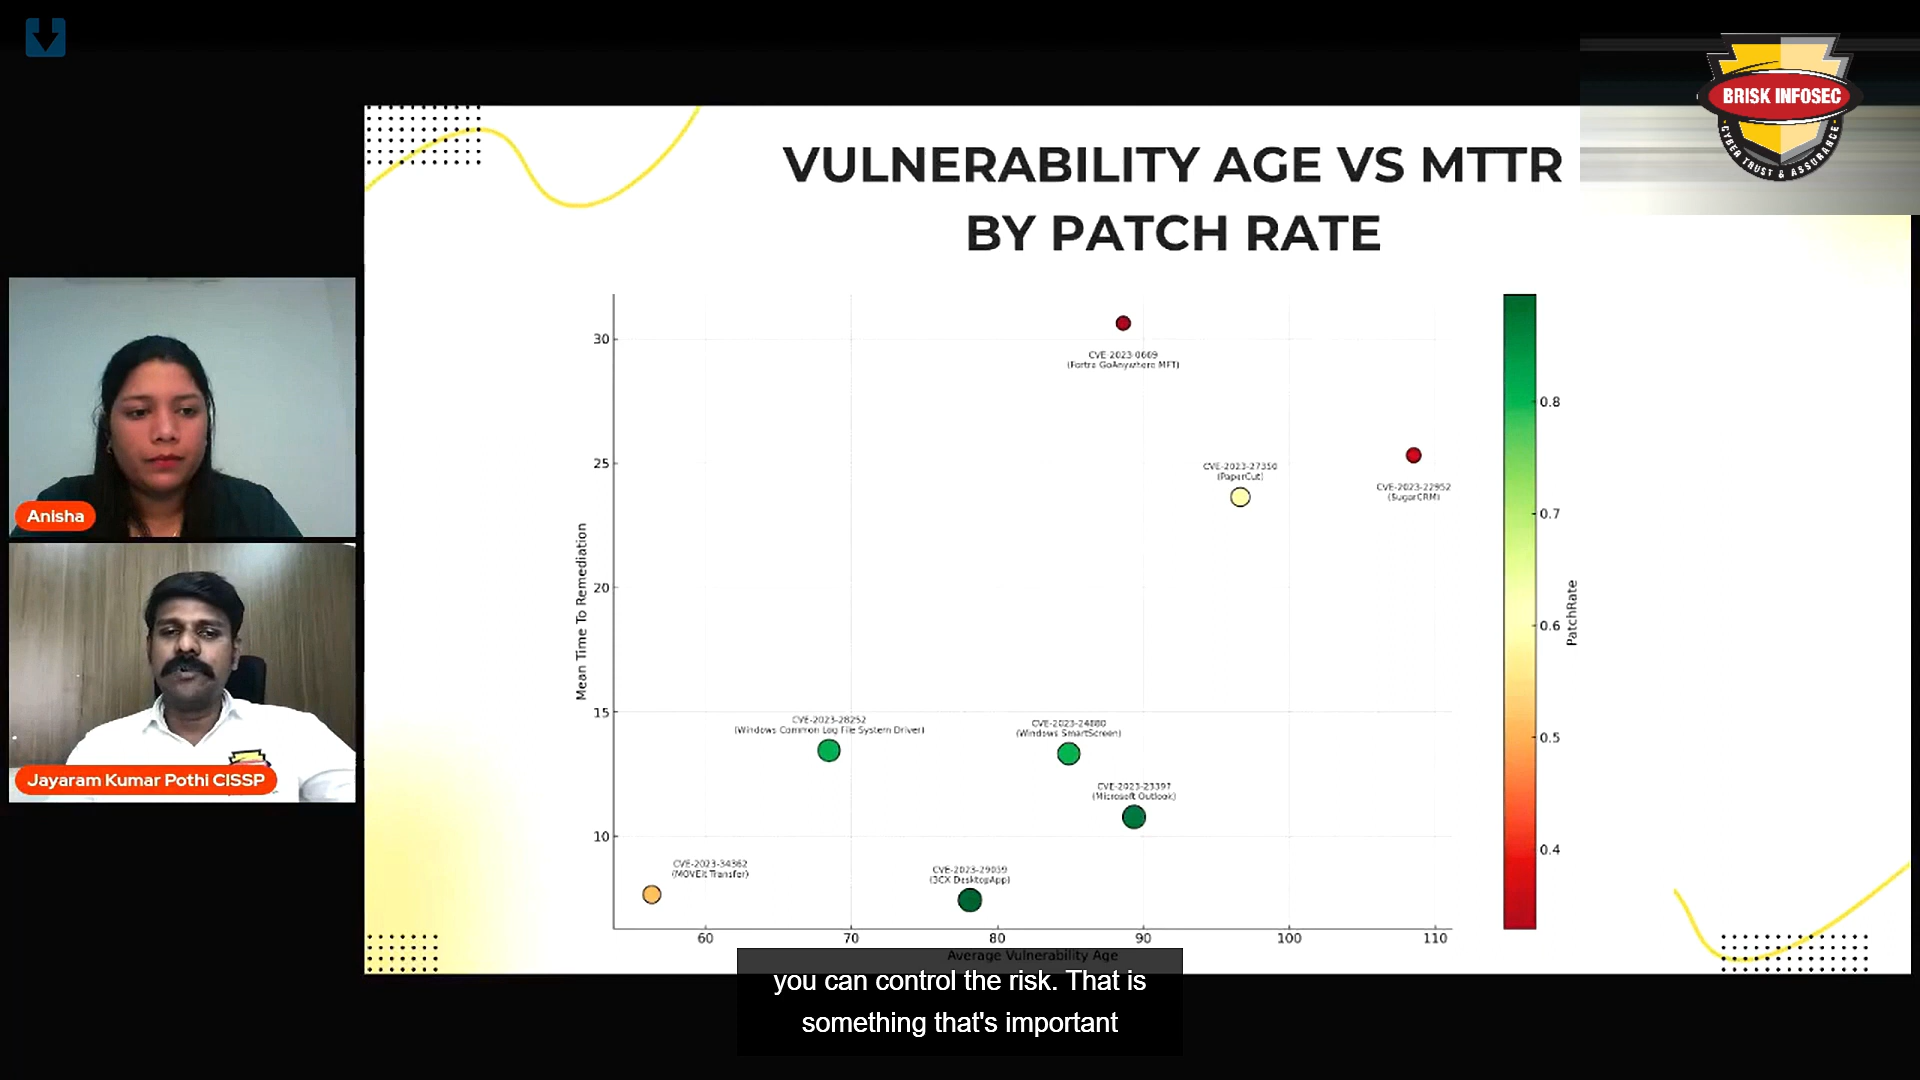 BRISK INFOSEC
CYBER TRUST & ASSURANCE
VULNERABILITY AGE VS MTTR
BY PATCH RATE
Anisha
Jayaram Kumar Pothi CISSP
Mean Time To Remediation
30
25
20
15
10
CVE-2023-0669
(Fortra GoAnywhere MFT)
CVE-2023-27350
(PaperCut)
CVE-2023-22952
(SugarCRM)
CVE-2023-28252
(Windows Common Log File System Driver)
CVE-2023-24880
(Windows SmartScreen)
CVE-2023-23397
(Microsoft Outlook)
CVE-2023-34362
(MOVEit Transfer)
CVE-2023-29059
(3CX DesktopApp)
60
70
80
90
100
110
Average Vulnerability Age
0.8
0.7
0.6
0.5
0.4
PatchRate
you can control the risk. That is
something that's important